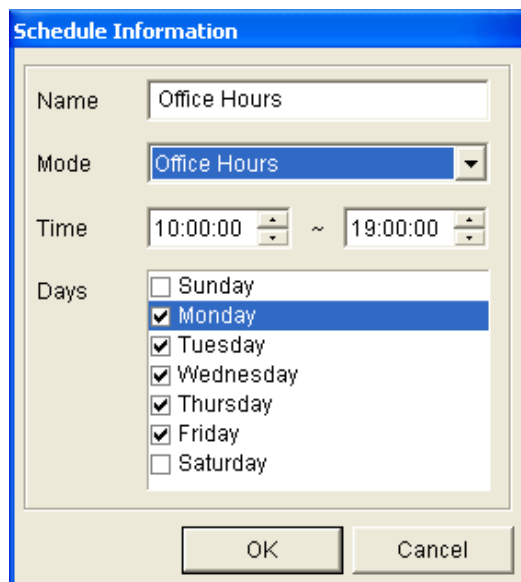 Schedule Information
Name Office Hours
Mode Office Hours
Time 10:00:00 ~ 19:00:00
Days Sunday
Monday
Tuesday
Wednesday
Thursday
Friday
Saturday
OK Cancel